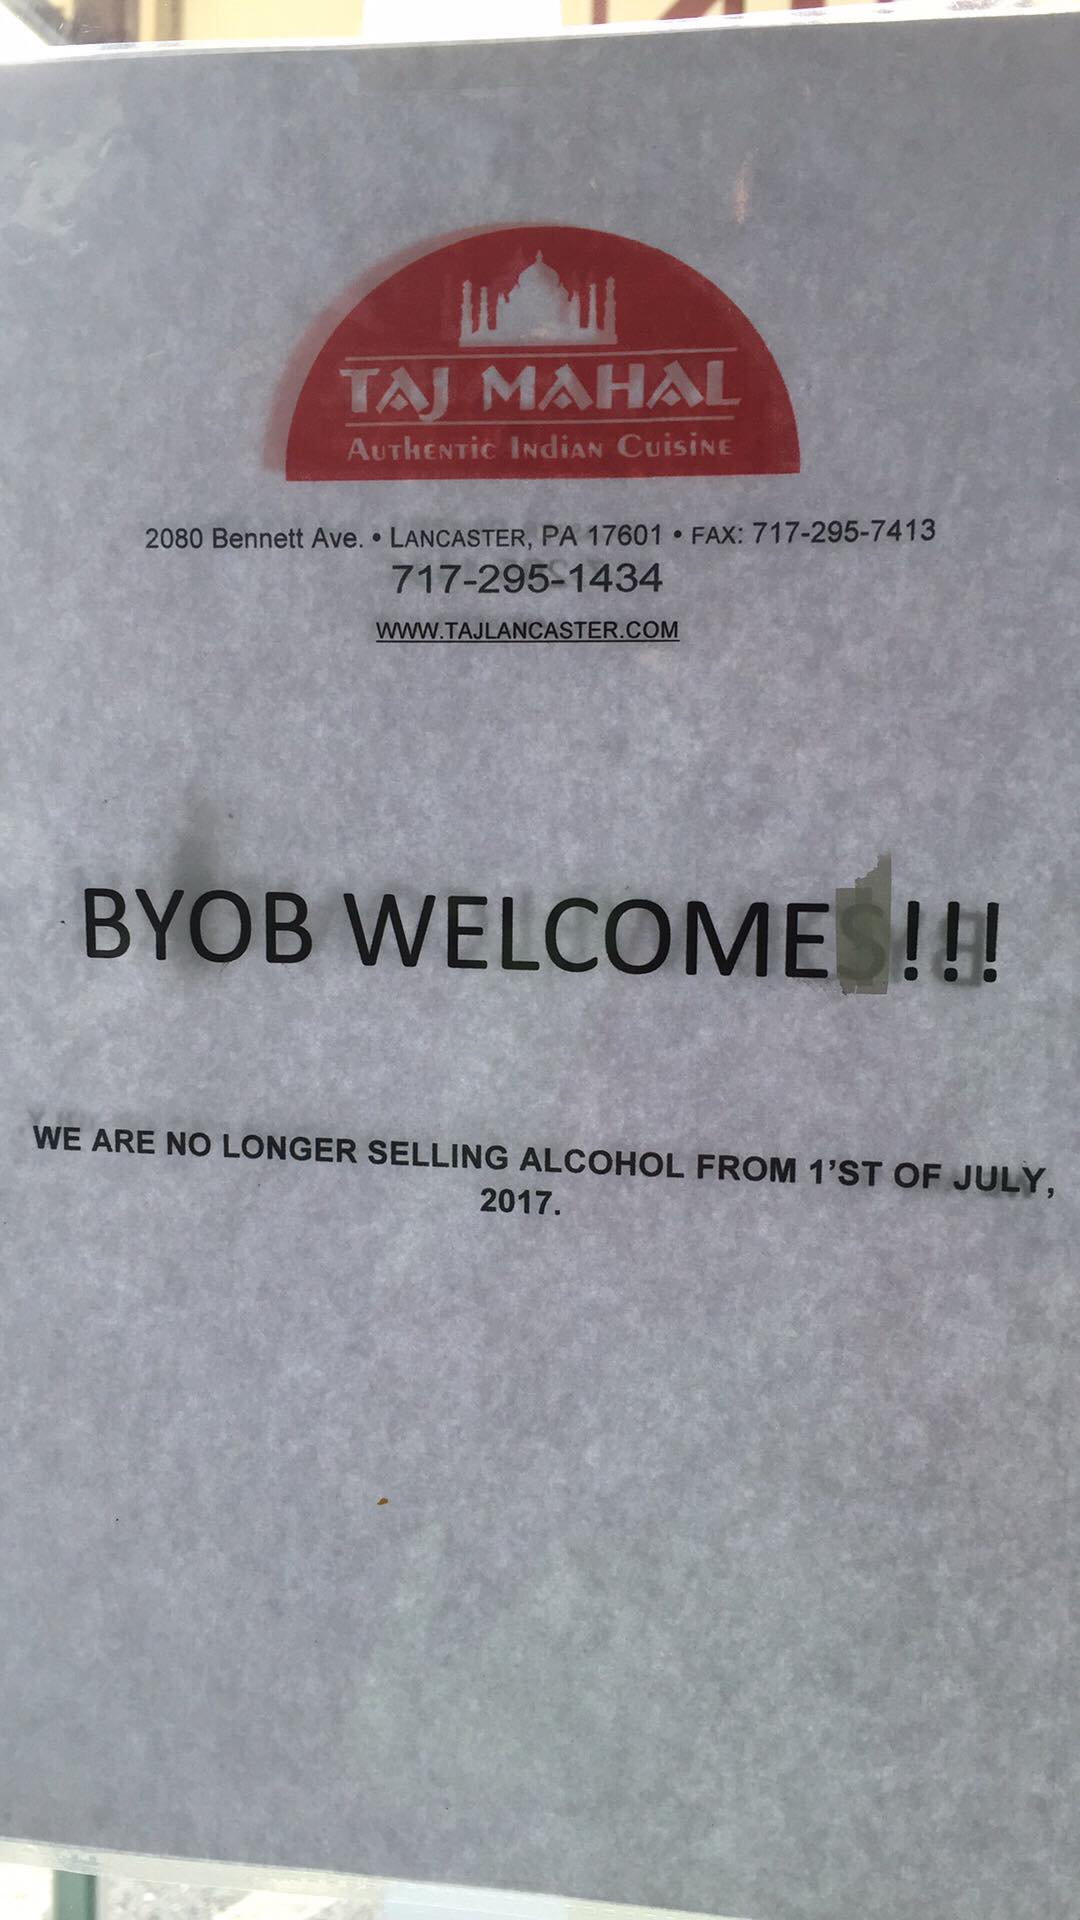 TAJ MAHAL
AUTHENTIC INDIAN CUISINE
2080 Bennett Ave. • LANCASTER, PA 17601 • FAX: 717-295-7413
717-295-1434
WWW.TAJLANCASTER.COM
BYOB WELCOMES!!!
WE ARE NO LONGER SELLING ALCOHOL FROM 1'ST OF JULY,
2017.